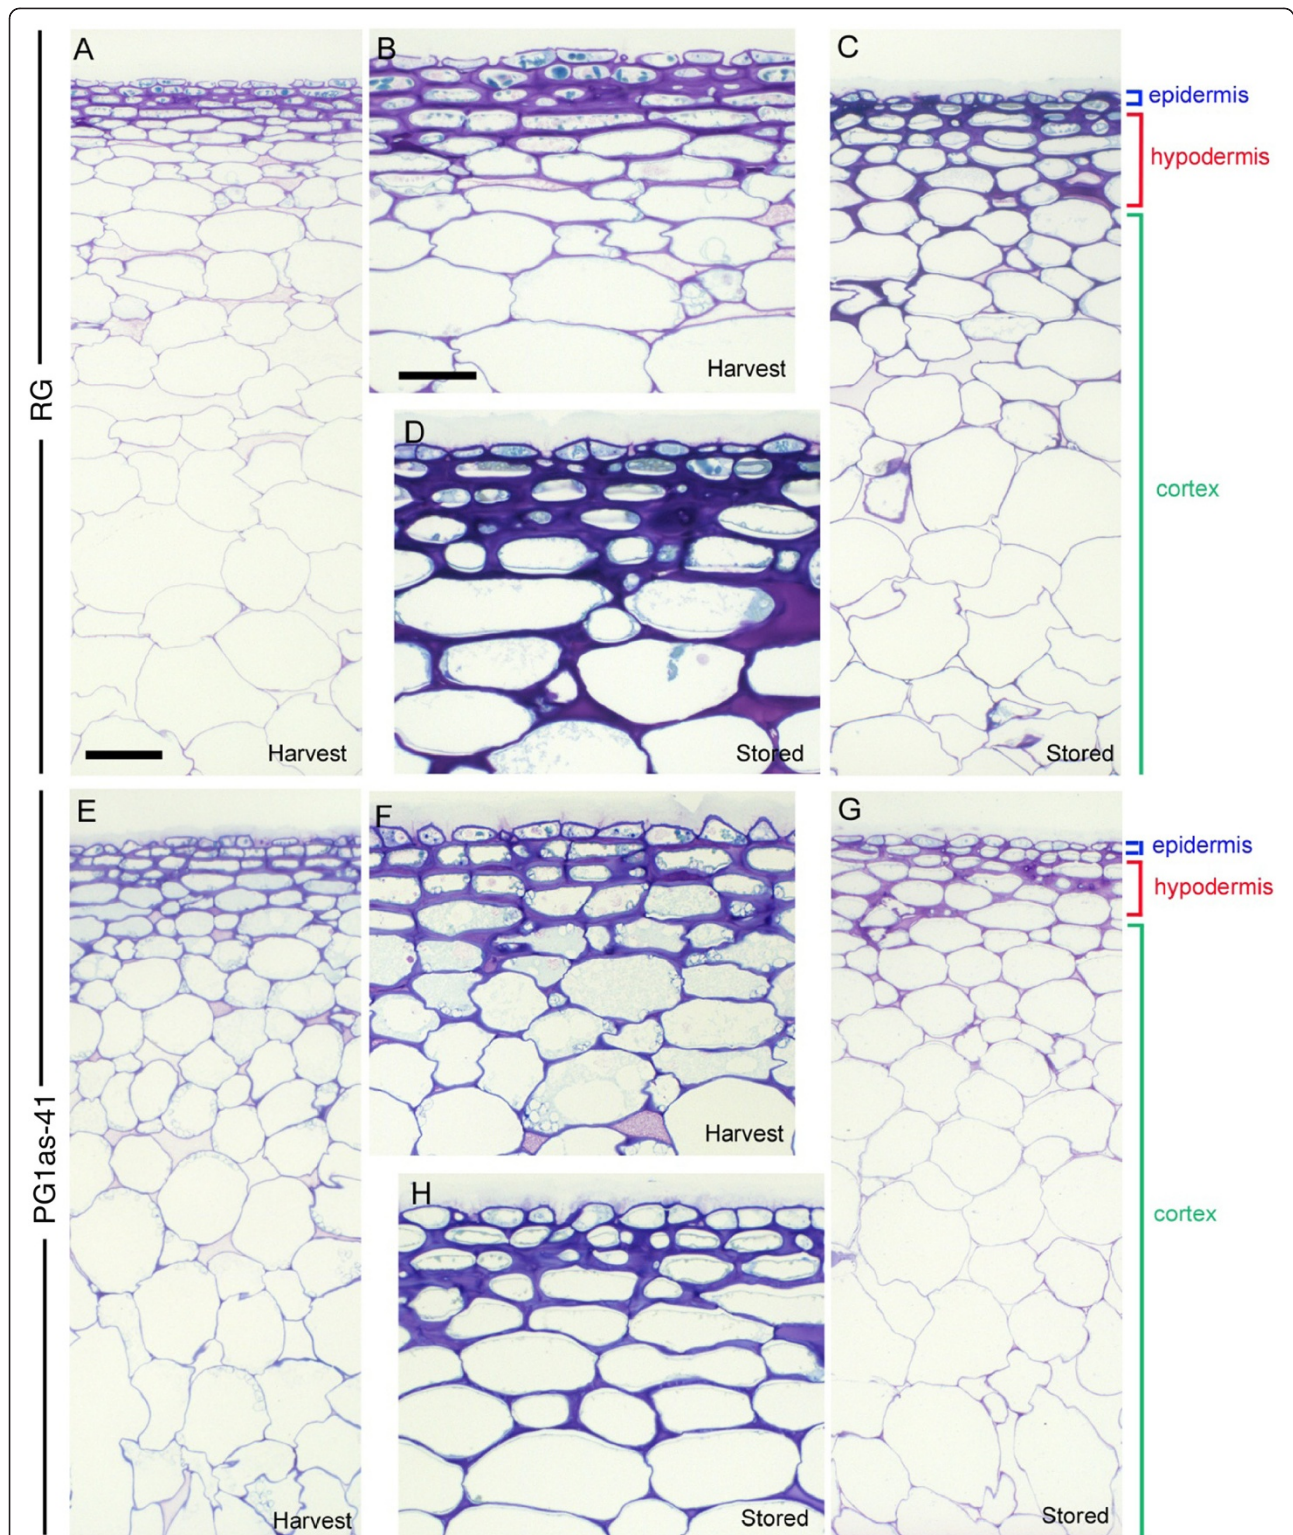 A
B
C
epidermis
hypodermis
RG
Harvest
D
cortex
Harvest
Stored
Stored
E
F
G
epidermis
hypodermis
PG1as-41
Harvest
H
cortex
Harvest
Stored
Stored